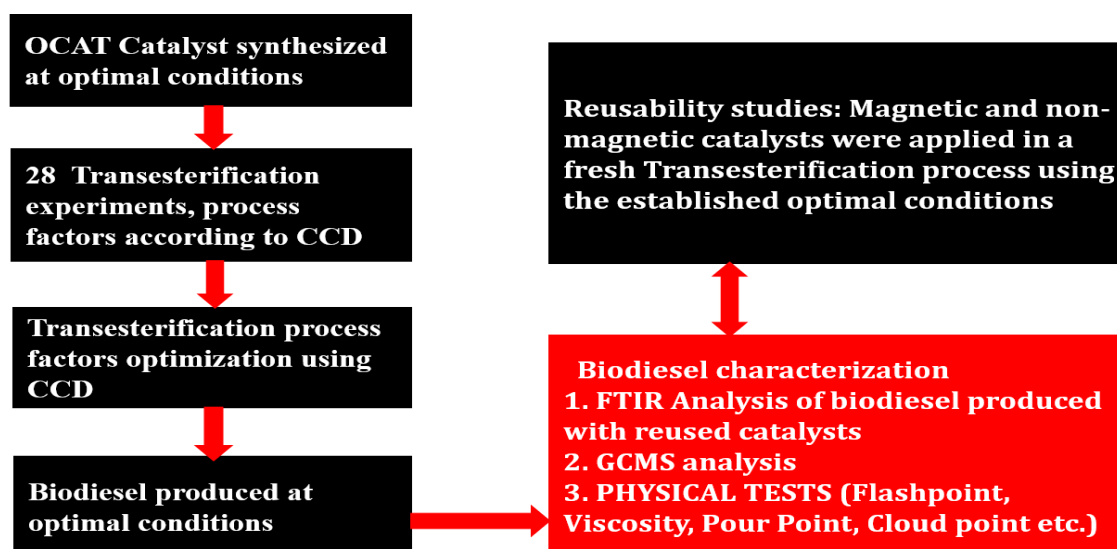 OCAT Catalyst synthesized
at optimal conditions
28 Transesterification
experiments, process
factors according to CCD
Transesterification process
factors optimization using
CCD
Biodiesel produced at
optimal conditions
Reusability studies: Magnetic and non-
magnetic catalysts were applied in a
fresh Transesterification process using
the established optimal conditions
Biodiesel characterization
1. FTIR Analysis of biodiesel produced
with reused catalysts
2. GCMS analysis
3. PHYSICAL TESTS (Flashpoint,
Viscosity, Pour Point, Cloud point etc.)